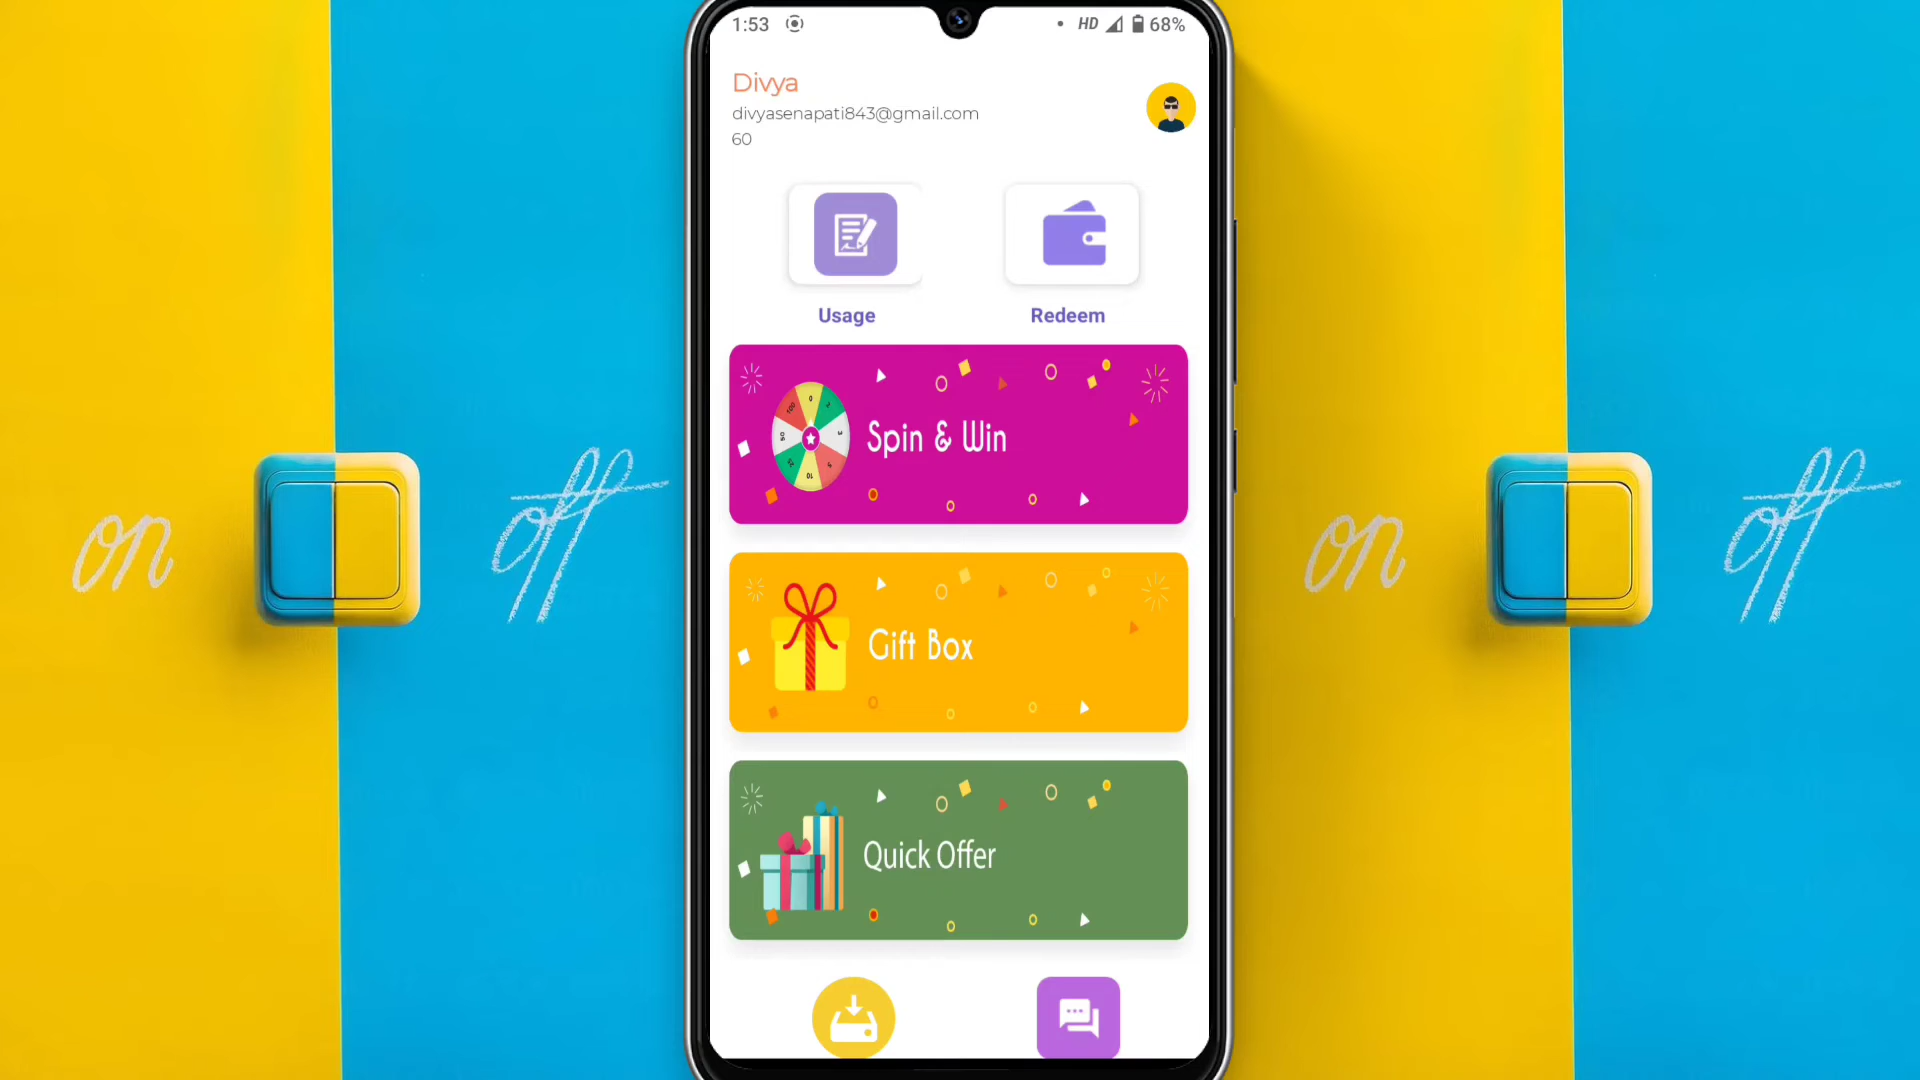 1:53 HD 68%
Divya
divyasenapati843@gmail.com
60
Usage Redeem
Spin & Win
Gift Box
Quick Offer
on off
on off